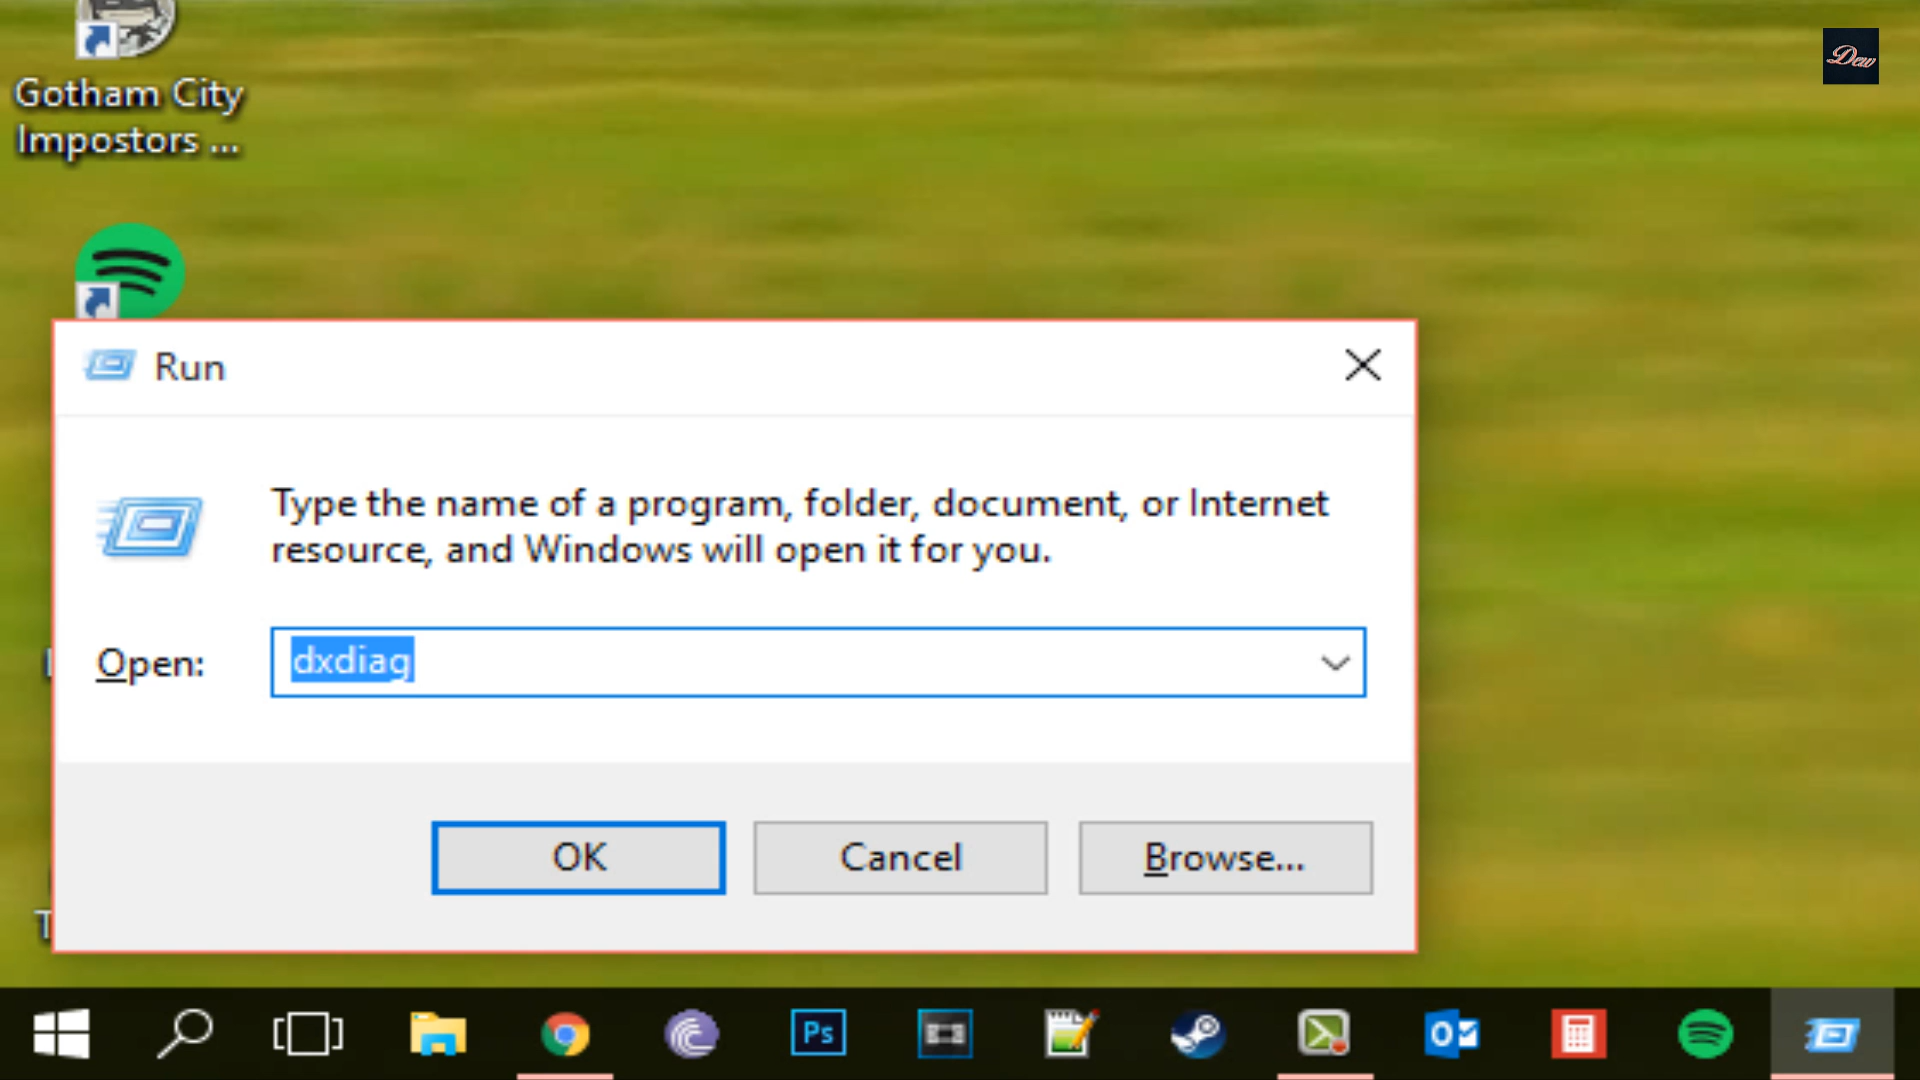 Gotham City
Impostors ...
Dew
Run
Type the name of a program, folder, document, or Internet
resource, and Windows will open it for you.
Open:
dxdiag
OK
Cancel
Browse...
T
Ps